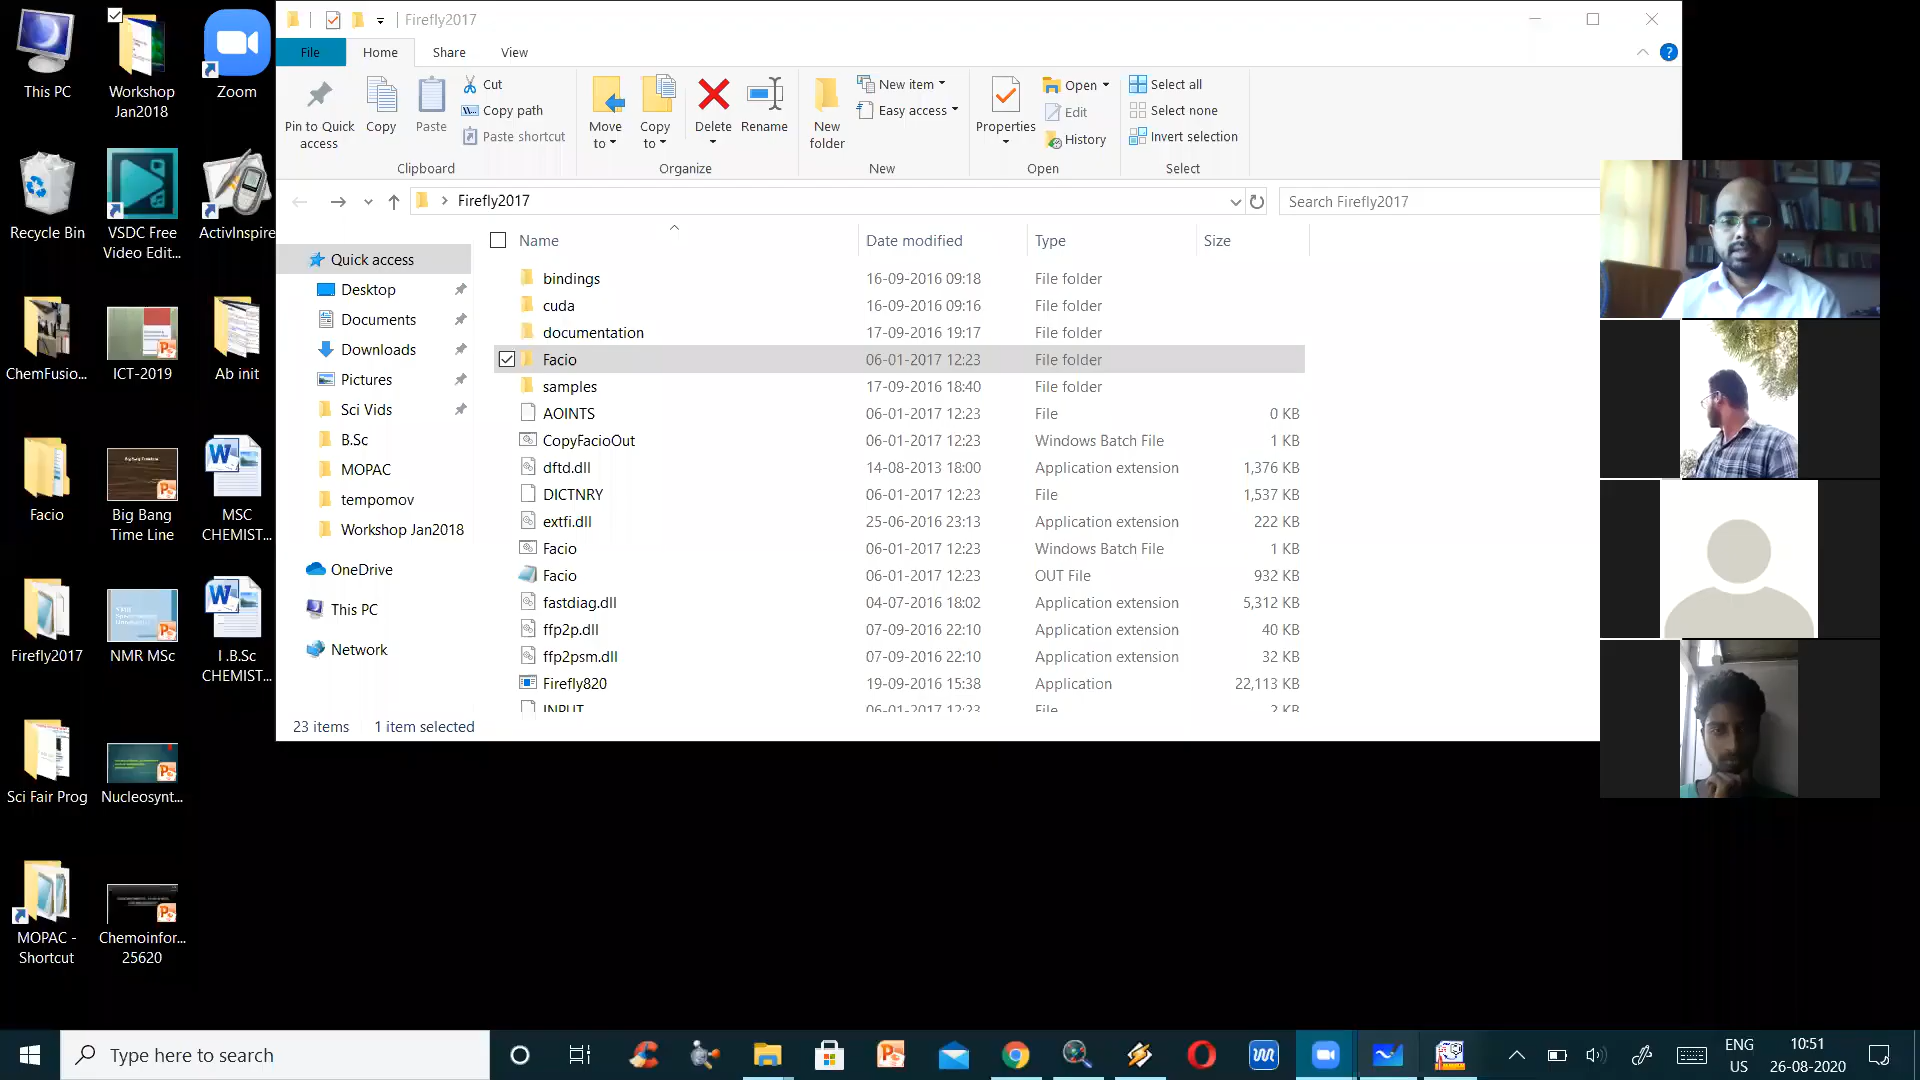 This PC
Workshop
Jan2018
Zoom
Recycle Bin
VSDC Free
Video Edit...
ActivInspire
ChemFusio...
ICT-2019
Ab init
Facio
Big Bang
Time Line
MSC
CHEMIST...
Firefly2017
NMR MSc
I .B.Sc
CHEMIST...
Sci Fair Prog
Nucleosynt...
MOPAC -
Shortcut
Chemoinfor...
25620
Firefly2017
File
Home
Share
View
Pin to Quick
access
Copy
Paste
Cut
Copy path
Paste shortcut
Clipboard
Move
to
Copy
to
Delete
Rename
Organize
New
folder
New item
Easy access
New
Properties
Open
Edit
History
Open
Select all
Select none
Invert selection
Select
Firefly2017
Search Firefly2017
Quick access
Desktop
Documents
Downloads
Pictures
Sci Vids
B.Sc
MOPAC
tempomov
Workshop Jan2018
OneDrive
This PC
Network
Name Date modified Type Size
bindings 16-09-2016 09:18 File folder
cuda 16-09-2016 09:16 File folder
documentation 17-09-2016 19:17 File folder
Facio 06-01-2017 12:23 File folder
samples 17-09-2016 18:40 File folder
AOINTS 06-01-2017 12:23 File 0 KB
CopyFacioOut 06-01-2017 12:23 Windows Batch File 1 KB
dftd.dll 14-08-2013 18:00 Application extension 1,376 KB
DICTNRY 06-01-2017 12:23 File 1,537 KB
extfi.dll 25-06-2016 23:13 Application extension 222 KB
Facio 06-01-2017 12:23 Windows Batch File 1 KB
Facio 06-01-2017 12:23 OUT File 932 KB
fastdiag.dll 04-07-2016 18:02 Application extension 5,312 KB
ffp2p.dll 07-09-2016 22:10 Application extension 40 KB
ffp2psm.dll 07-09-2016 22:10 Application extension 32 KB
Firefly820 19-09-2016 15:38 Application 22,113 KB
INPUT 06-01-2017 12:23 File 2 KB
23 items 1 item selected
Type here to search
ENG
US
10:51
26-08-2020